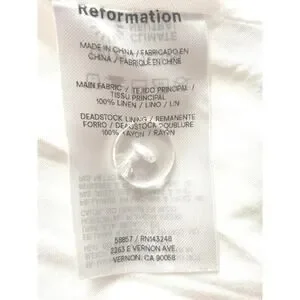 Reformation
MADE IN CHINA / FABRICADO EN
CHINA / FABRIQUÉ EN CHINE
MAIN FABRIC / TEJIDO PRINCIPAL /
TISSU PRINCIPAL
100% LINEN / LINO / LIN
DEADSTOCK LINING / REMANENTE
FORRO / DEADSTOCK DOUBLURE
100% RAYON / RAYON
58857 / RN143248
2263 E VERNON AVE.
VERNON, CA 90058